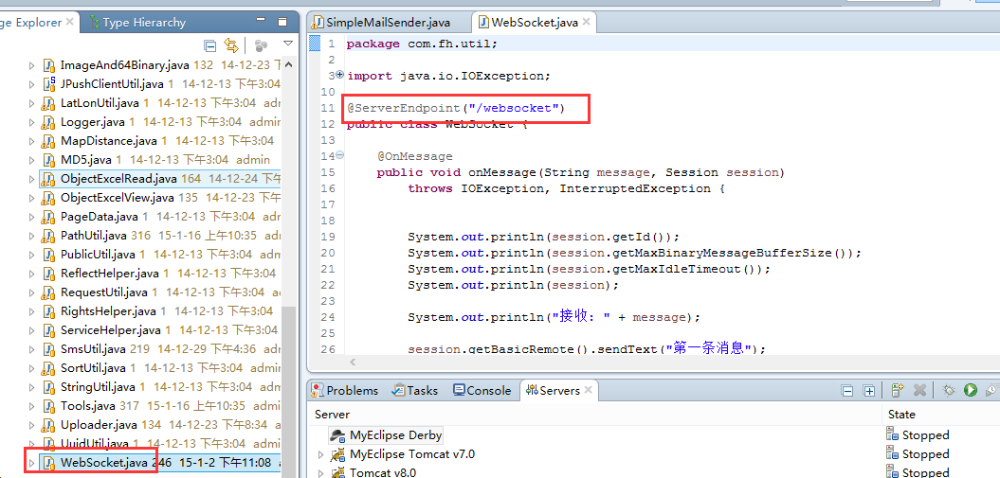 ge Explorer
Type Hierarchy
ImageAnd64Binary.java 132 14-12-23 下
JPushClientUtil.java 1 14-12-13 下午3:04
LatLonUtil.java 1 14-12-13 下午3:04 adm
Logger.java 1 14-12-13 下午3:04 admin
MapDistance.java 1 14-12-13 下午3:04
MD5.java 1 14-12-13 下午3:04 admin
ObjectExcelRead.java 164 14-12-24 下
ObjectExcelView.java 135 14-12-23 下
PageData.java 1 14-12-13 下午3:04
PathUtil.java 316 15-1-16 上午10:35 adm
PublicUtil.java 1 14-12-13 下午3:04 adm
ReflectHelper.java 1 14-12-13 下午3:04
RequestUtil.java 1 14-12-13 下午3:04
RightsHelper.java 1 14-12-13 下午3:04
ServiceHelper.java 1 14-12-13 下午3:04
SmsUtil.java 219 14-12-29 下午4:36 adm
SortUtil.java 1 14-12-13 下午3:04 admin
StringUtil.java 1 14-12-13 下午3:04 adm
Tools.java 317 15-1-16 上午10:35 admin
Uploader.java 134 14-12-23 下午8:34
UuidUtil.java 1 14-12-13 下午3:04 admin
WebSocket.java 246 15-1-2 下午11:08
SimpleMailSender.java
WebSocket.java
1 package com.fh.util;
2
3 import java.io.IOException;
10
11 @ServerEndpoint("/websocket")
12 public class WebSocket {
13
14 @OnMessage
15 public void onMessage(String message, Session session)
16 throws IOException, InterruptedException {
17
18
19 System.out.println(session.getId());
20 System.out.println(session.getMaxBinaryMessageBufferSize());
21 System.out.println(session.getMaxIdleTimeout());
22 System.out.println(session);
23
24 System.out.println("接收：" + message);
25
26 session.getBasicRemote().sendText("第一条消息");
Problems
Tasks
Console
Servers
Server State
MyEclipse Derby Stopped
MyEclipse Tomcat v7.0 Stopped
Tomcat v8.0 Stopped